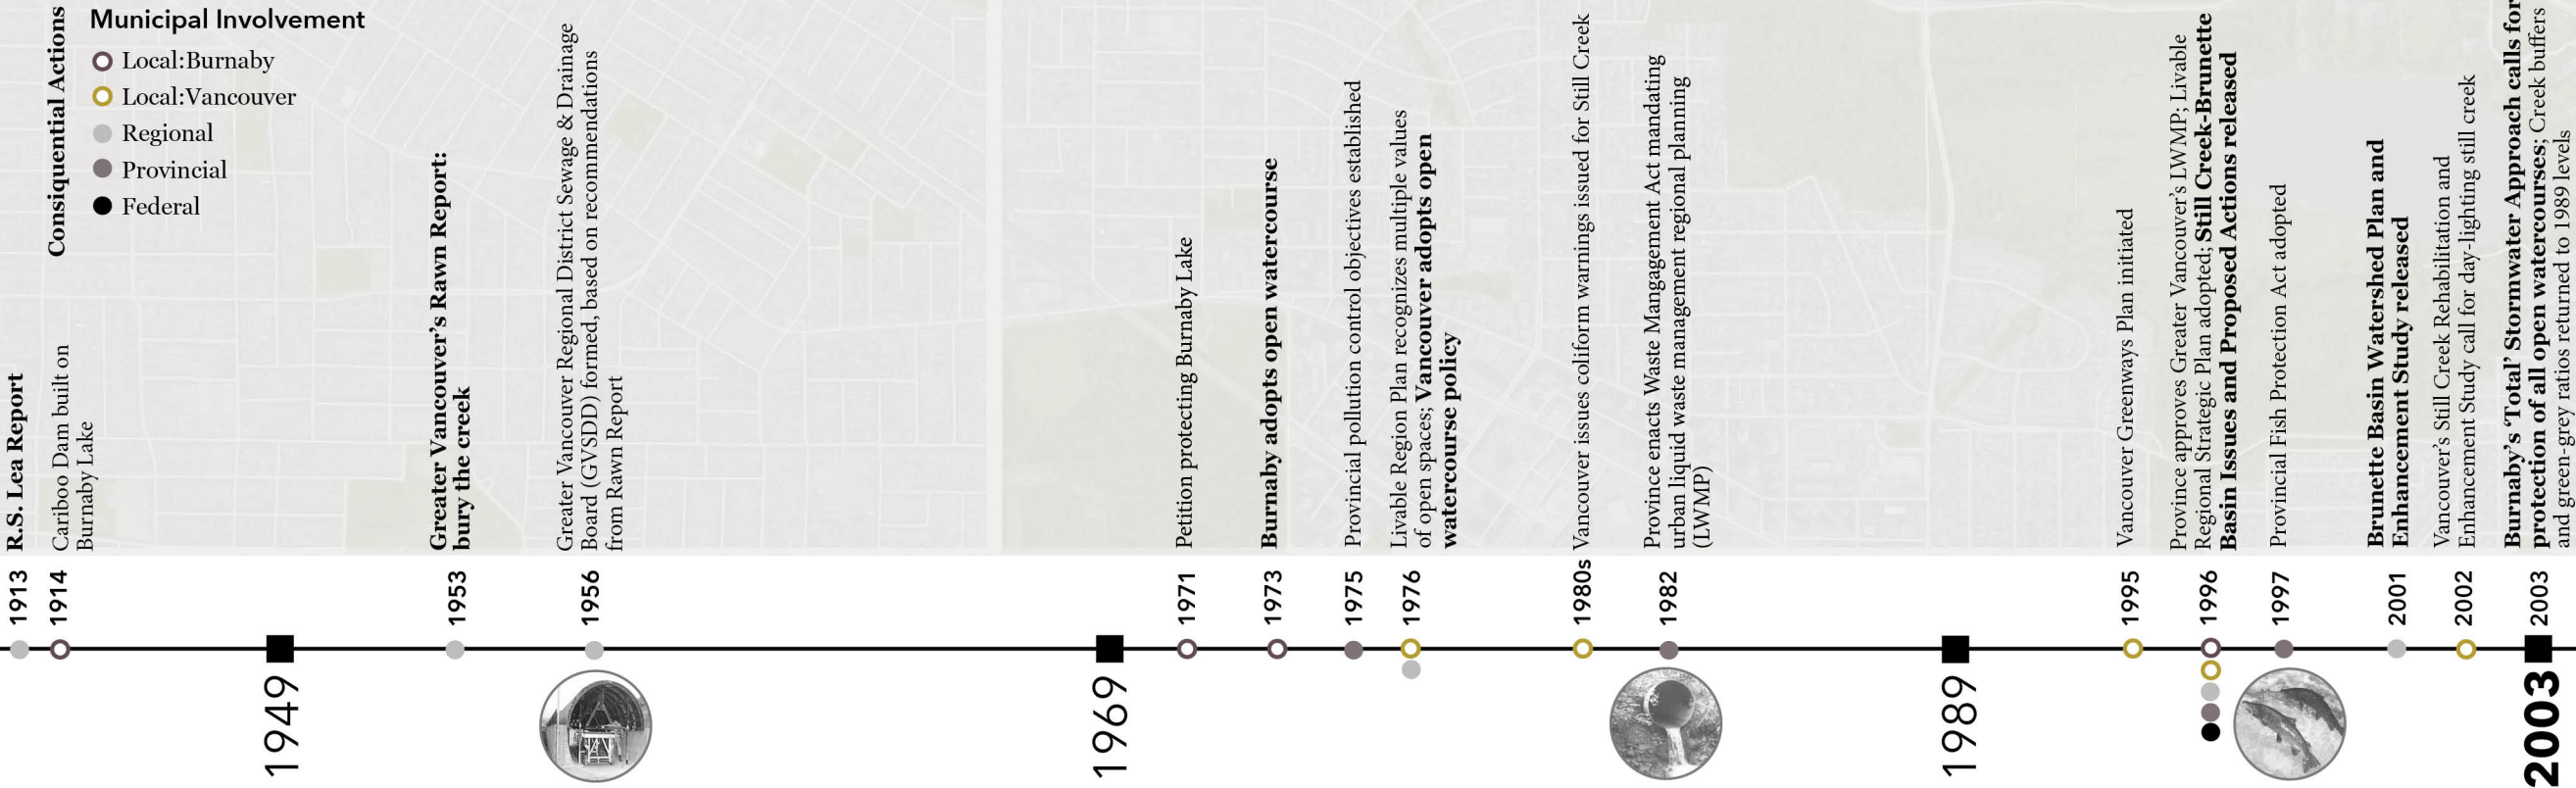 Municipal Involvement
Local:Burnaby
Local:Vancouver
Regional
Provincial
Federal
Consiquential Actions
R.S. Lea Report
1913
Cariboo Dam built on
Burnaby Lake
1914
1949
Greater Vancouver's Rawn Report:
bury the creek
1953
Greater Vancouver Regional District Sewage & Drainage
Board (GVSDD) formed, based on recommendations
from Rawn Report
1956
1969
Petition protecting Burnaby Lake
1971
Burnaby adopts open watercourse
1973
Provincial pollution control objectives established
1975
Livable Region Plan recognizes multiple values
of open spaces; Vancouver adopts open
watercourse policy
1976
Vancouver issues coliform warnings issued for Still Creek
1980s
Province enacts Waste Mangagement Act mandating
urban liquid waste management regional planning
(LWMP)
1982
1989
Vancouver Greenways Plan initiated
1995
Province approves Greater Vancouver's LWMP; Livable
Regional Strategic Plan adopted; Still Creek-Brunette
Basin Issues and Proposed Actions released
1996
Provincial Fish Protection Act adopted
1997
Brunette Basin Watershed Plan and
Enhancement Study released
2001
Vancouver's Still Creek Rehabilitation and
Enhancement Study call for day-lighting still creek
2002
Burnaby's 'Total' Stormwater Approach calls for
protection of all open watercourses; Creek buffers
and green-grey ratios returned to 1989 levels
2003
2003